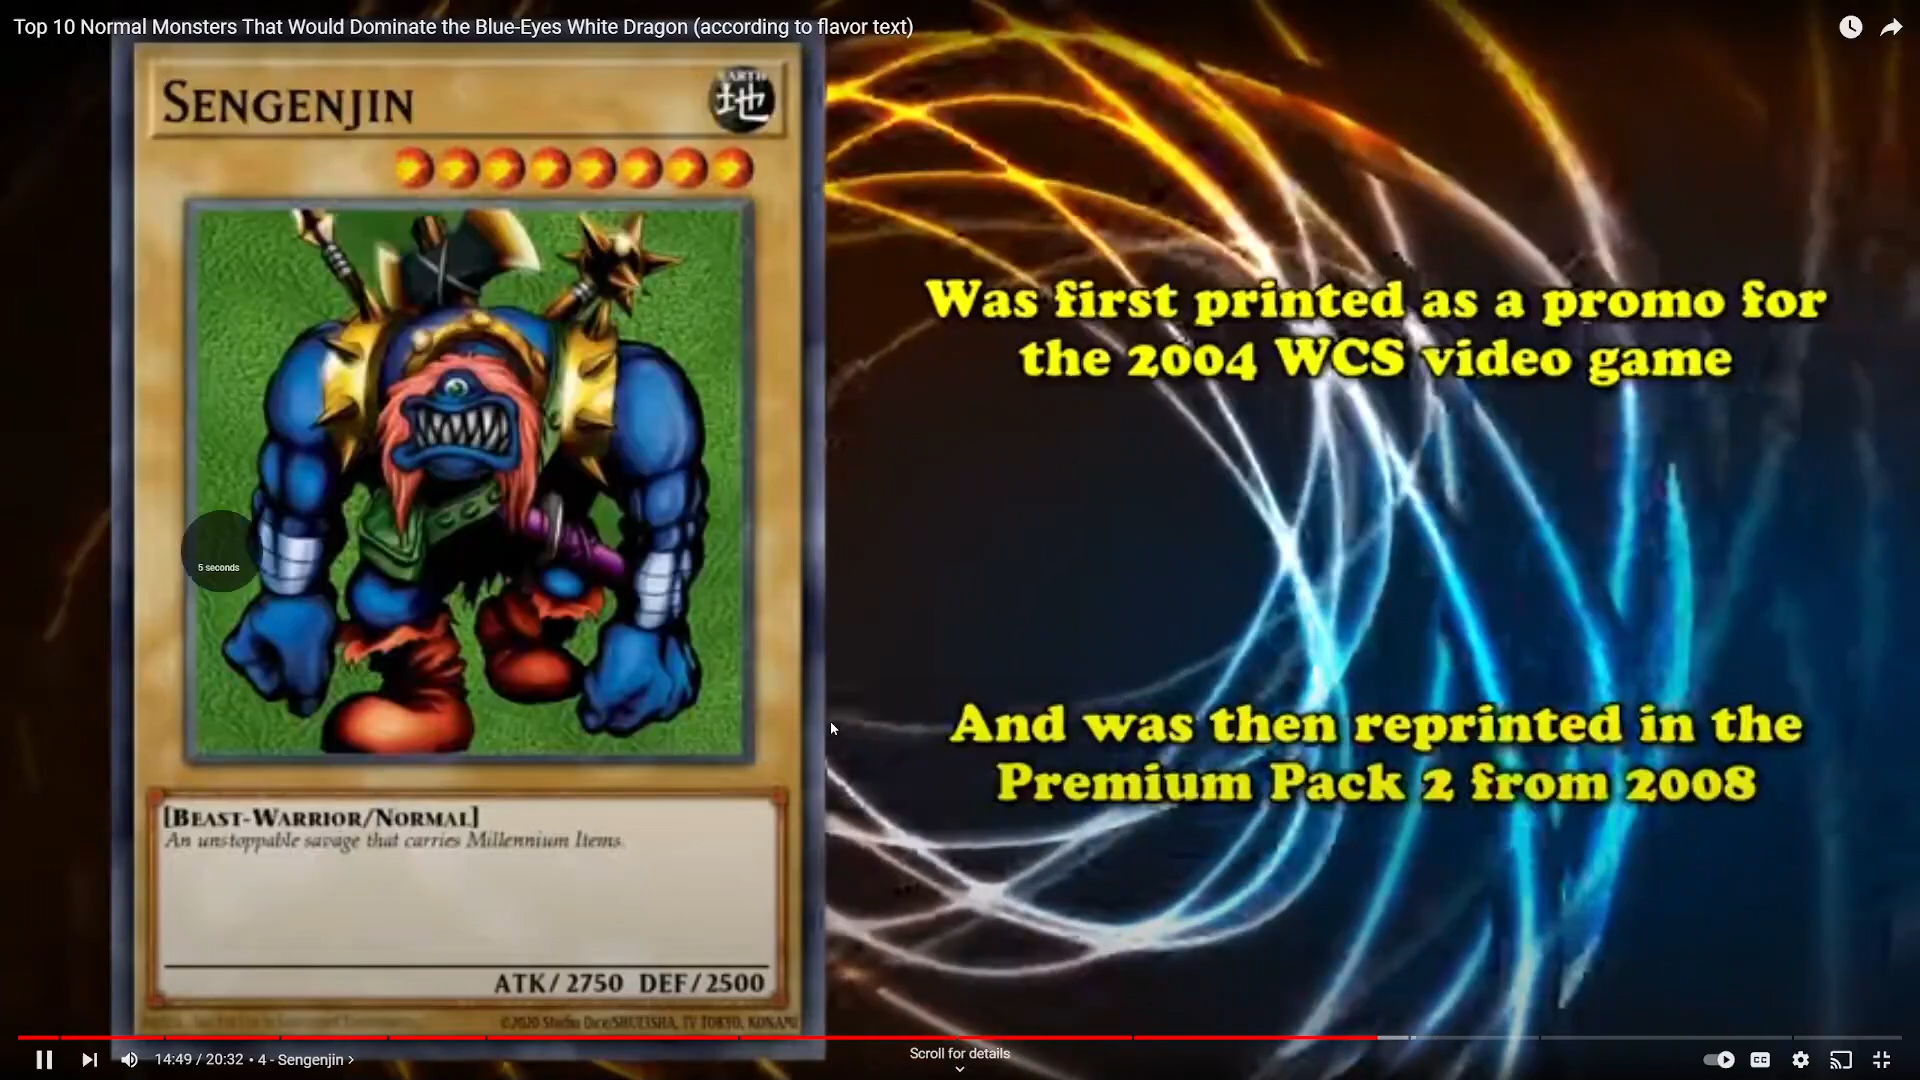 Top 10 Normal Monsters That Would Dominate the Blue-Eyes White Dragon (according to flavor text)
SENGENJIN
EARTH
地
Was first printed as a promo for
the 2004 WCS video game
5 seconds
And was then reprinted in the
Premium Pack 2 from 2008
[BEAST-WARRIOR/NORMAL]
An unstoppable savage that carries Millennium Items.
ATK/2750 DEF/2500
©2020 Studio Dice/SHUEISHA, TV TOKYO, KONAMI
14:49 / 20:32 • 4 - Sengenjin >
Scroll for details
CC